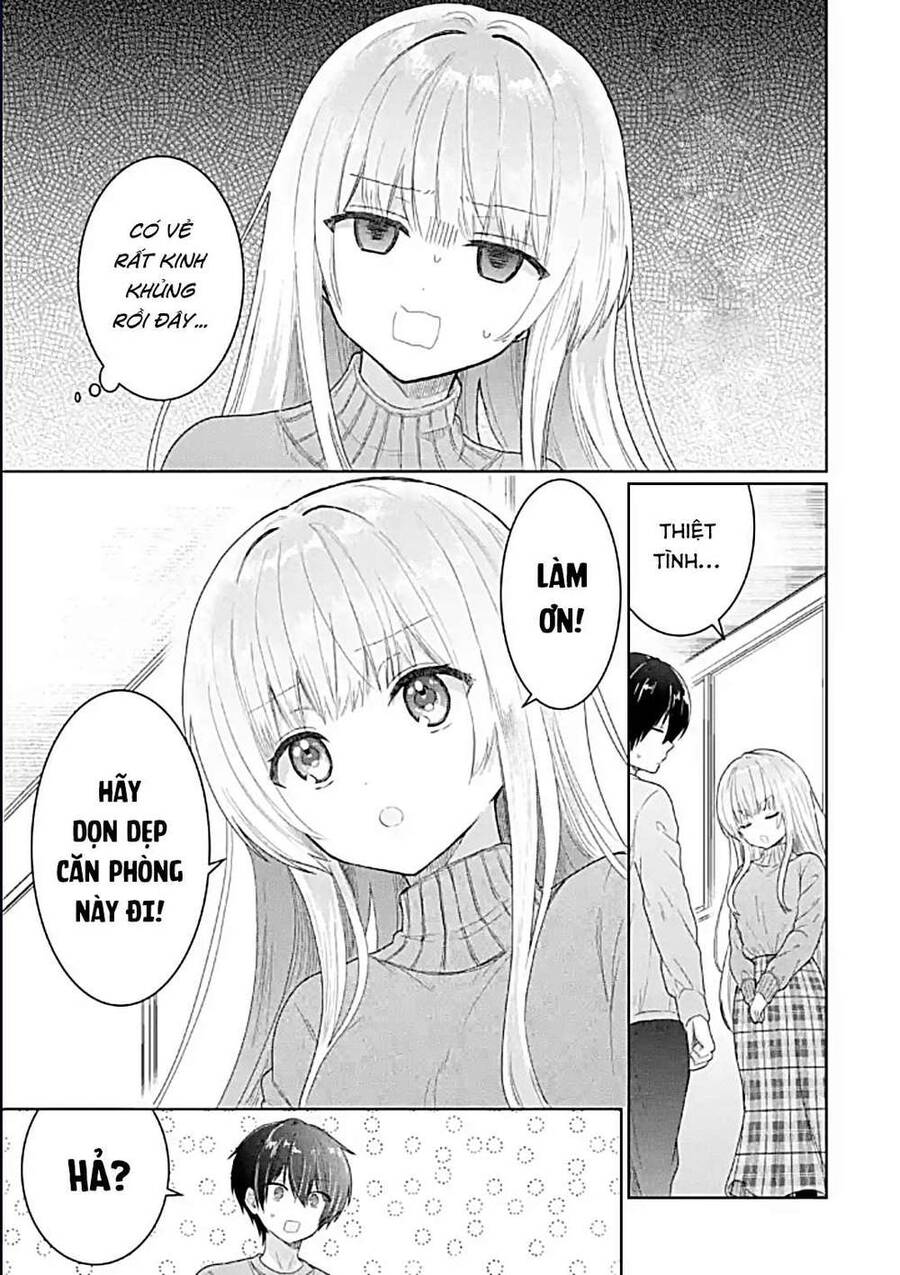 CÓ VẺ
RẤT KINH
KHỦNG
RỒI ĐÂY...
THIỆT
TÌNH...
LÀM
ƠN!
HÃY
DỌN DẸP
CĂN PHÒNG
NÀY ĐI!
HẢ?